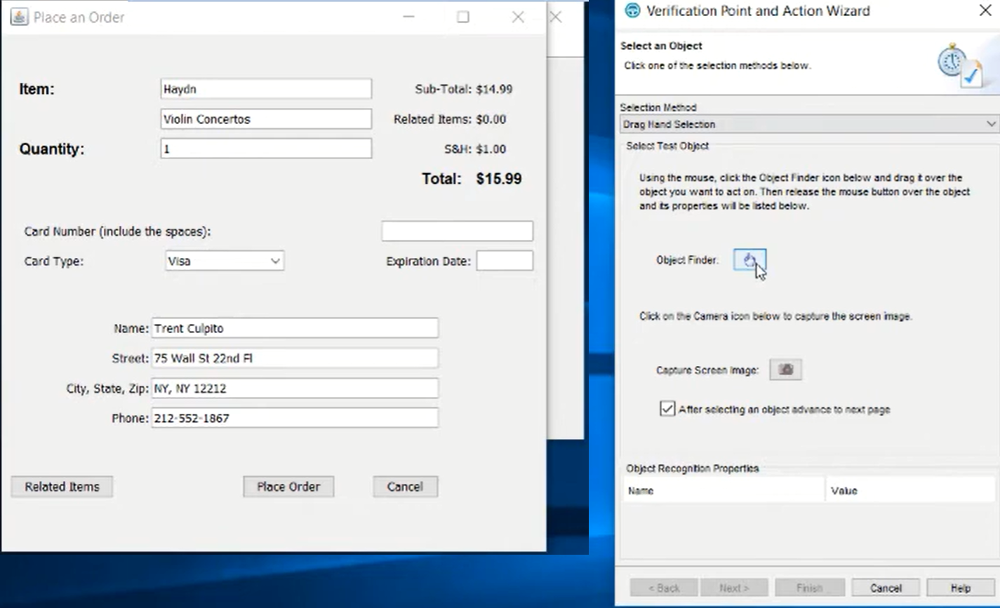 Place an Order
Item:
Haydn
Sub-Total: $14.99
Violin Concertos
Related Items: $0.00
Quantity:
1
S&H: $1.00
Total: $15.99
Card Number (include the spaces):
Card Type:
Visa
Expiration Date:
Name: Trent Culpito
Street: 75 Wall St 22nd Fl
City, State, Zip: NY, NY 12212
Phone: 212-552-1867
Related Items
Place Order
Cancel
Verification Point and Action Wizard
Select an Object
Click one of the selection methods below.
Selection Method
Drag Hand Selection
Select Test Object
Using the mouse, click the Object Finder icon below and drag it over the
object you want to act on. Then release the mouse button over the object
and its properties will be listed below.
Object Finder:
Click on the Camera icon below to capture the screen image.
Capture Screen Image:
After selecting an object advance to next page
Object Recognition Properties
Name
Value
< Back
Next >
Finish
Cancel
Help